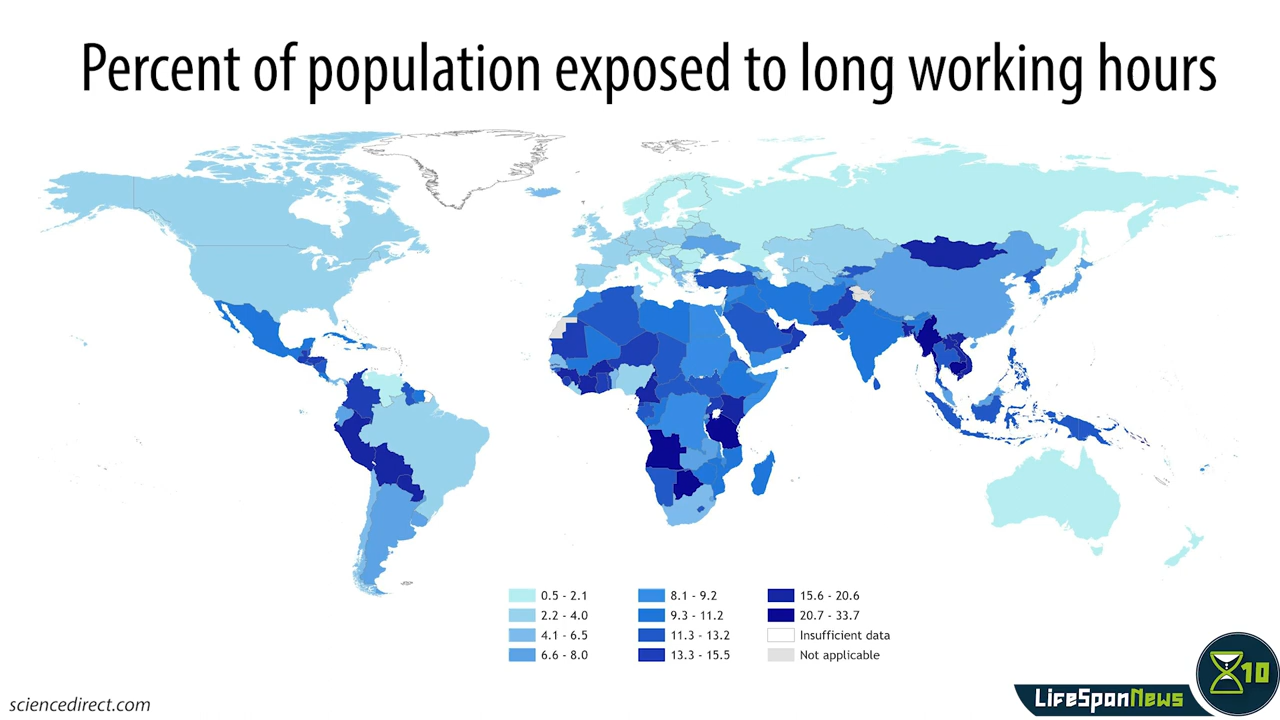 Percent of population exposed to long working hours
0.5 - 2.1
2.2 - 4.0
4.1 - 6.5
6.6 - 8.0
8.1 - 9.2
9.3 - 11.2
11.3 - 13.2
13.3 - 15.5
15.6 - 20.6
20.7 - 33.7
Insufficient data
Not applicable
sciencedirect.com
LifeSpanNews
10